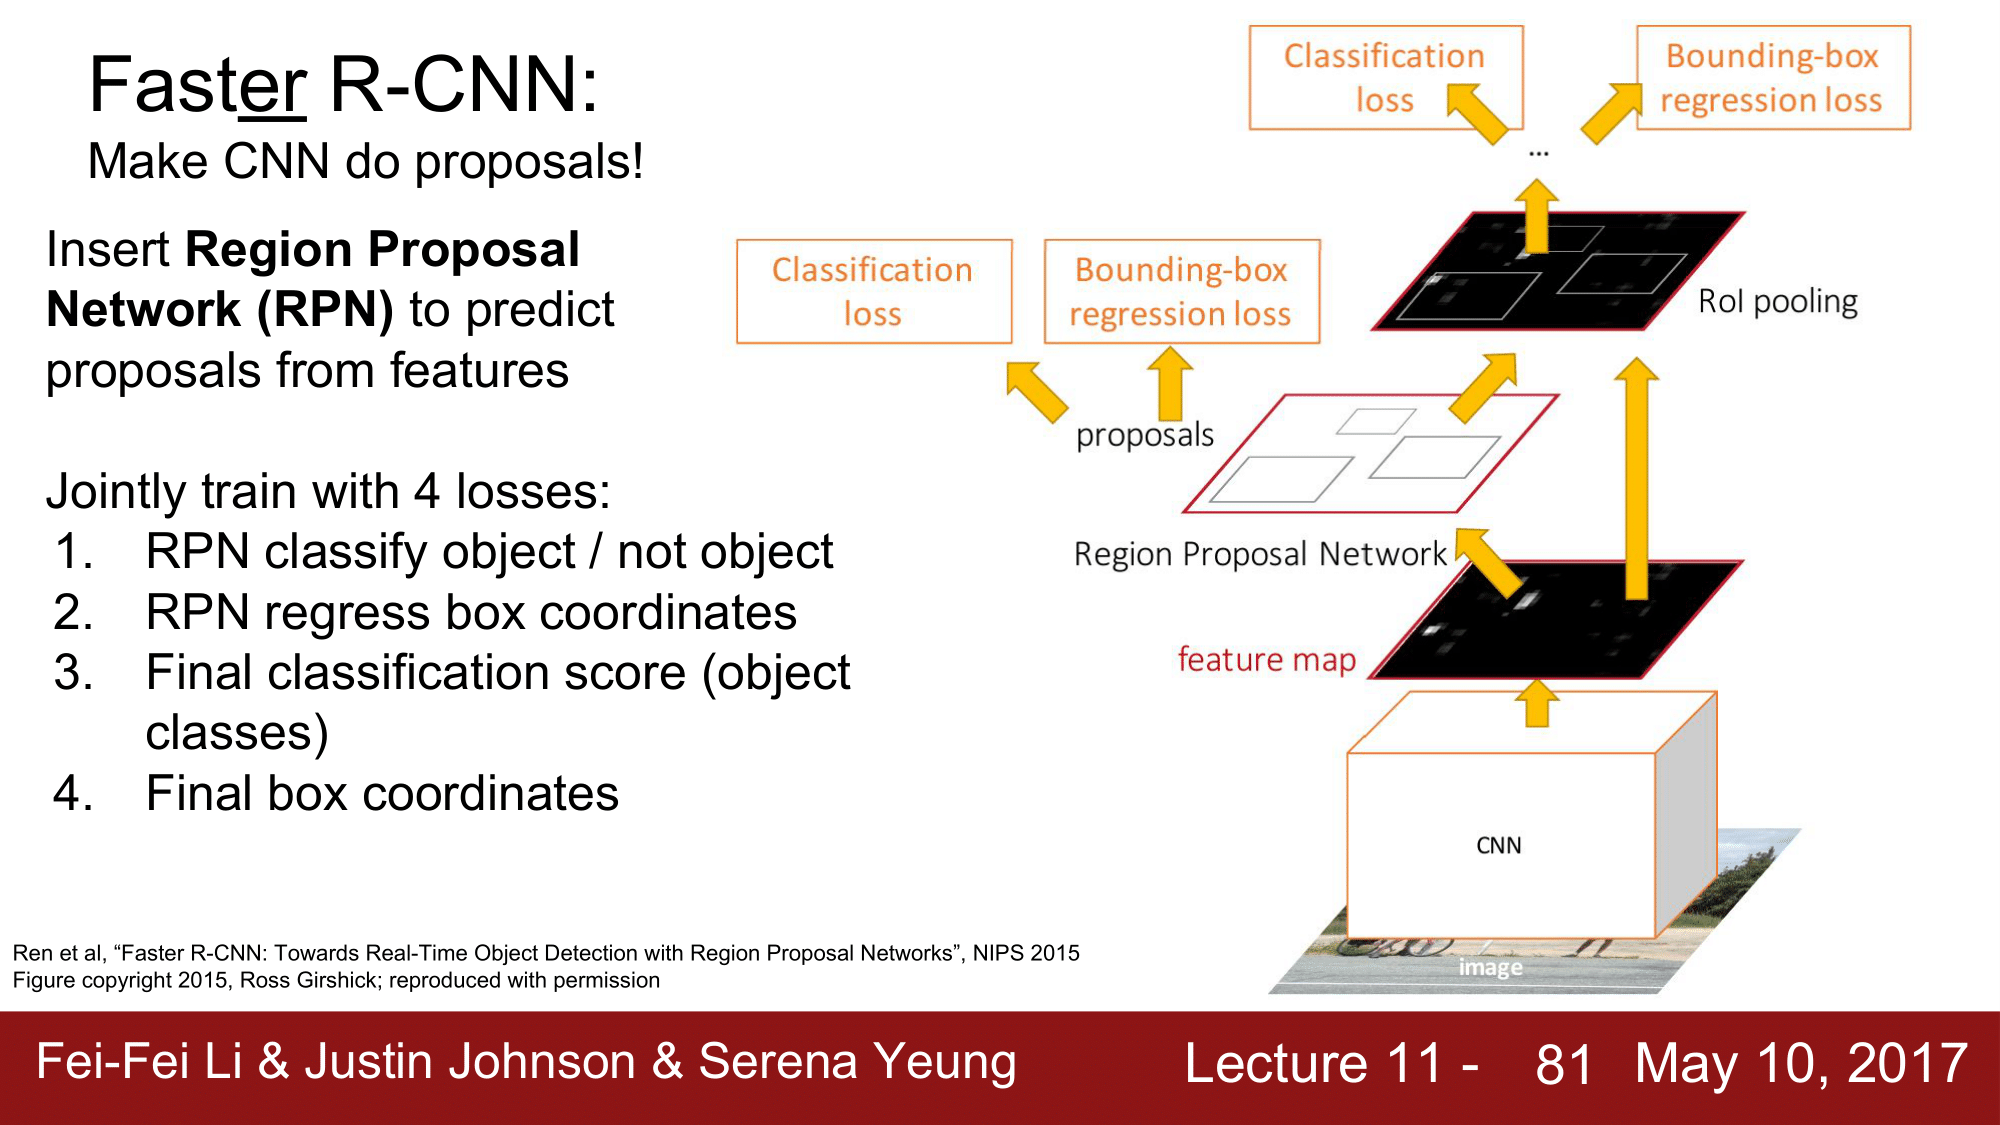 Faster R-CNN:
Make CNN do proposals!
Insert Region Proposal
Network (RPN) to predict
proposals from features
Jointly train with 4 losses:
1. RPN classify object / not object
2. RPN regress box coordinates
3. Final classification score (object
classes)
4. Final box coordinates
Classification
loss
Bounding-box
regression loss
...
Classification
loss
Bounding-box
regression loss
RoI pooling
proposals
Region Proposal Network
feature map
CNN
image
Ren et al, “Faster R-CNN: Towards Real-Time Object Detection with Region Proposal Networks”, NIPS 2015
Figure copyright 2015, Ross Girshick; reproduced with permission
Fei-Fei Li & Justin Johnson & Serena Yeung
Lecture 11 - 81 May 10, 2017